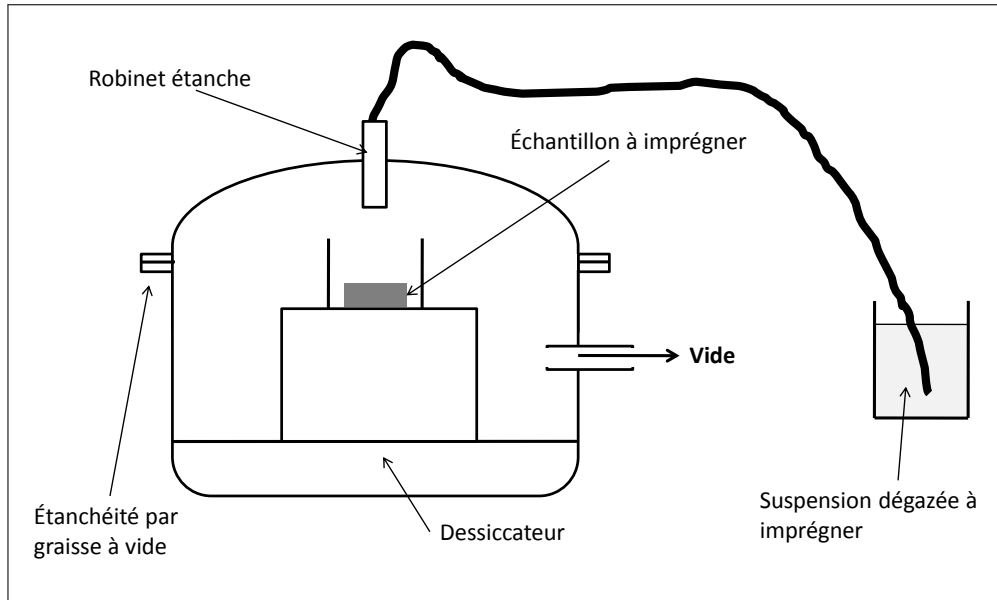 Robinet étanche
Échantillon à imprégner
Vide
Étanchéité par
graisse à vide
Dessiccateur
Suspension dégazée à
imprégner